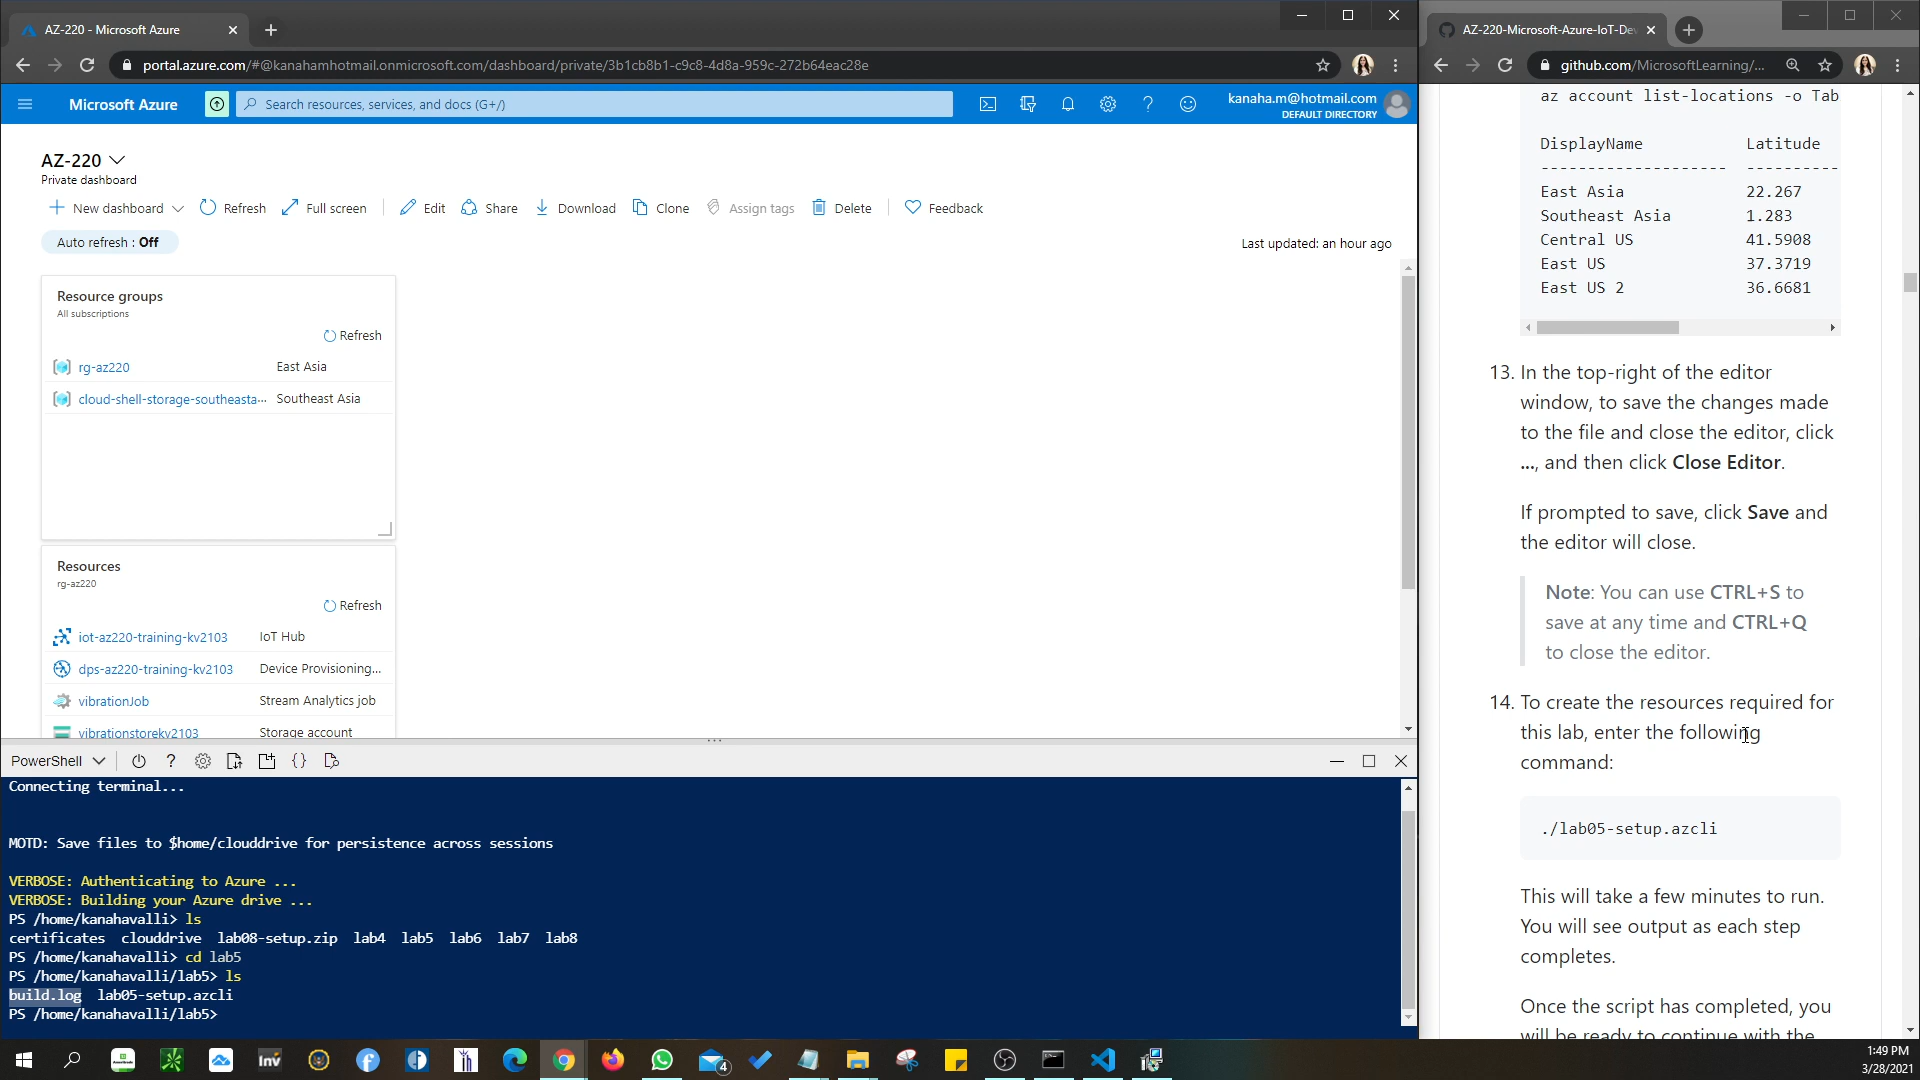 AZ-220 - Microsoft Azure
portal.azure.com/#@kanahamhotmail.onmicrosoft.com/dashboard/private/3b1cb8b1-c9c8-4d8a-959c-272b64eac28e
Microsoft Azure
Search resources, services, and docs (G+/)
kanaha.m@hotmail.com
DEFAULT DIRECTORY
AZ-220
Private dashboard
New dashboard
Refresh
Full screen
Edit
Share
Download
Clone
Assign tags
Delete
Feedback
Auto refresh : Off
Last updated: an hour ago
Resource groups
All subscriptions
Refresh
rg-az220 East Asia
cloud-shell-storage-southeasta... Southeast Asia
Resources
rg-az220
Refresh
iot-az220-training-kv2103 IoT Hub
dps-az220-training-kv2103 Device Provisioning...
vibrationJob Stream Analytics job
vibrationstorekv2103 Storage account
PowerShell
Connecting terminal...
MOTD: Save files to $home/clouddrive for persistence across sessions
VERBOSE: Authenticating to Azure ...
VERBOSE: Building your Azure drive ...
PS /home/kanahavalli> ls
certificates clouddrive lab08-setup.zip lab4 lab5 lab6 lab7 lab8
PS /home/kanahavalli> cd lab5
PS /home/kanahavalli/lab5> ls
build.log lab05-setup.azcli
PS /home/kanahavalli/lab5>
AZ-220-Microsoft-Azure-IoT-De
github.com/MicrosoftLearning/...
az account list-locations -o Tab
DisplayName Latitude
-------------------- ----------
East Asia 22.267
Southeast Asia 1.283
Central US 41.5908
East US 37.3719
East US 2 36.6681
13. In the top-right of the editor
window, to save the changes made
to the file and close the editor, click
..., and then click Close Editor.
If prompted to save, click Save and
the editor will close.
Note: You can use CTRL+S to
save at any time and CTRL+Q
to close the editor.
14. To create the resources required for
this lab, enter the following
command:
./lab05-setup.azcli
This will take a few minutes to run.
You will see output as each step
completes.
Once the script has completed, you
will be ready to continue with the
Inv
4
1:49 PM
3/28/2021